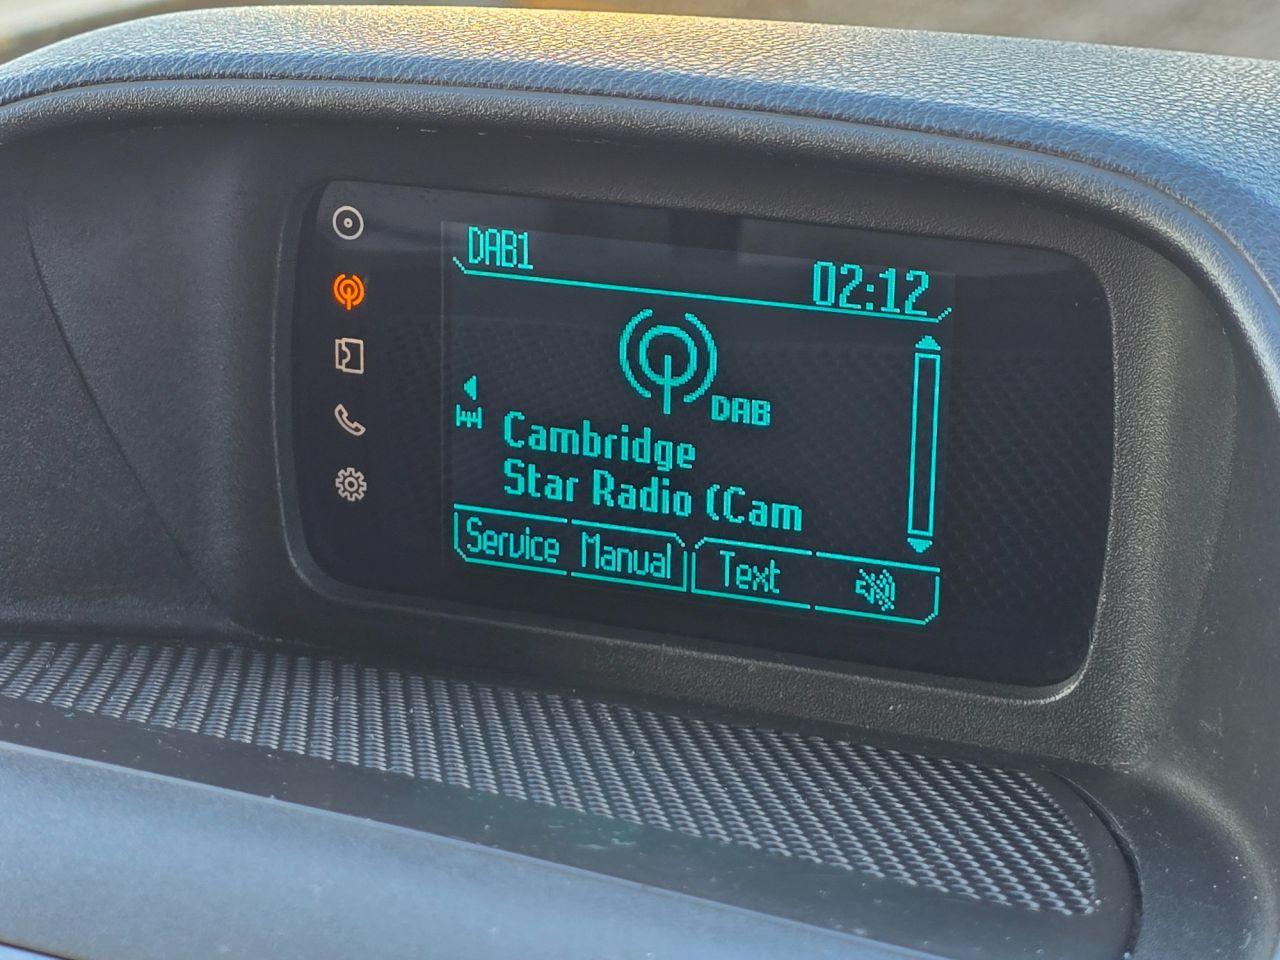 DAB1
02:12
DAB
Cambridge
Star Radio (Cam
Service Manual Text